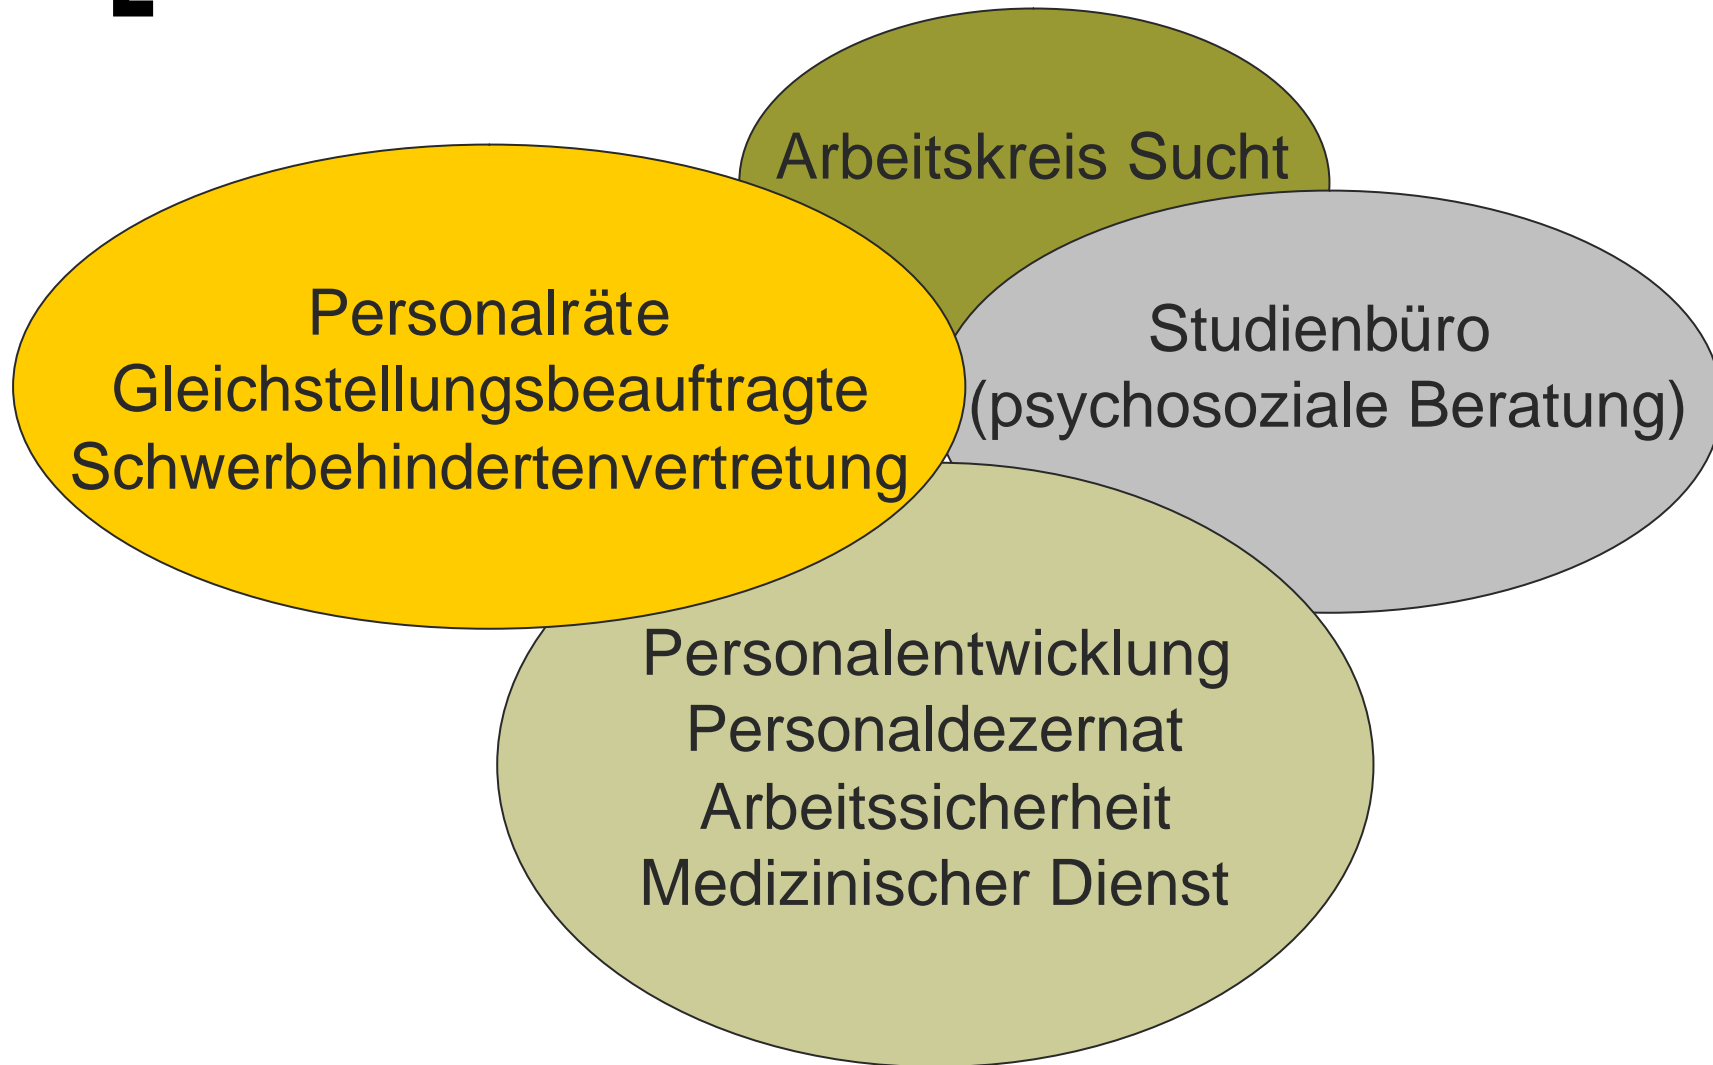 Arbeitskreis Sucht
Personalräte
Gleichstellungsbeauftragte
Schwerbehindertenvertretung
Studienbüro
(psychosoziale Beratung)
Personalentwicklung
Personaldezernat
Arbeitssicherheit
Medizinischer Dienst